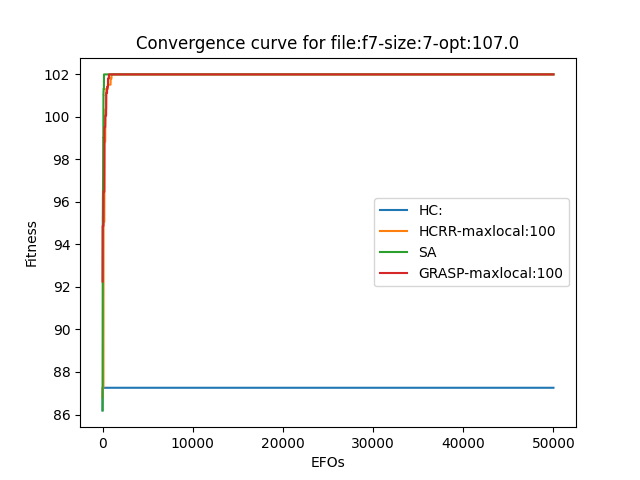 Convergence curve for file:f7-size:7-opt:107.0
Fitness
102
100
98
96
94
92
90
88
86
HC:
HCRR-maxlocal:100
SA
GRASP-maxlocal:100
0 10000 20000 30000 40000 50000
EFOs